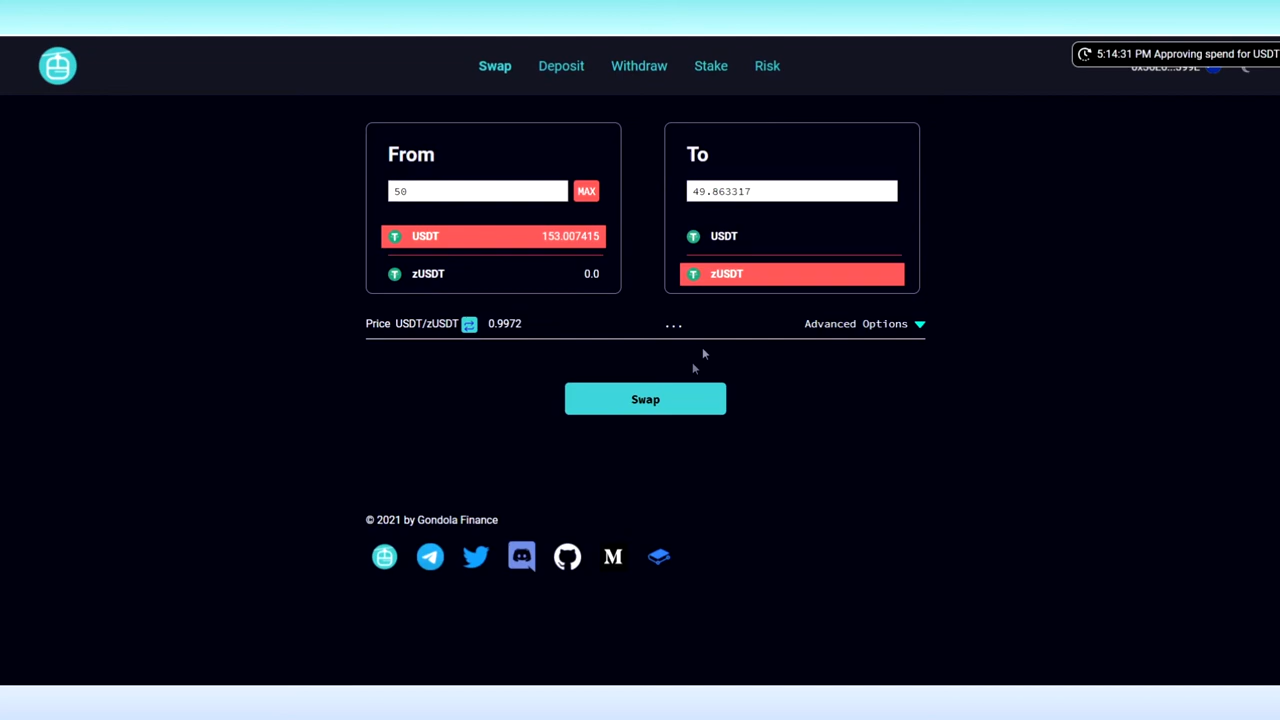 Swap
Deposit
Withdraw
Stake
Risk
5:14:31 PM Approving spend for USDT
From
50
MAX
USDT 153.007415
zUSDT 0.0
To
49.863317
USDT
zUSDT
Price USDT/zUSDT 0.9972
...
Advanced Options
Swap
© 2021 by Gondola Finance
M